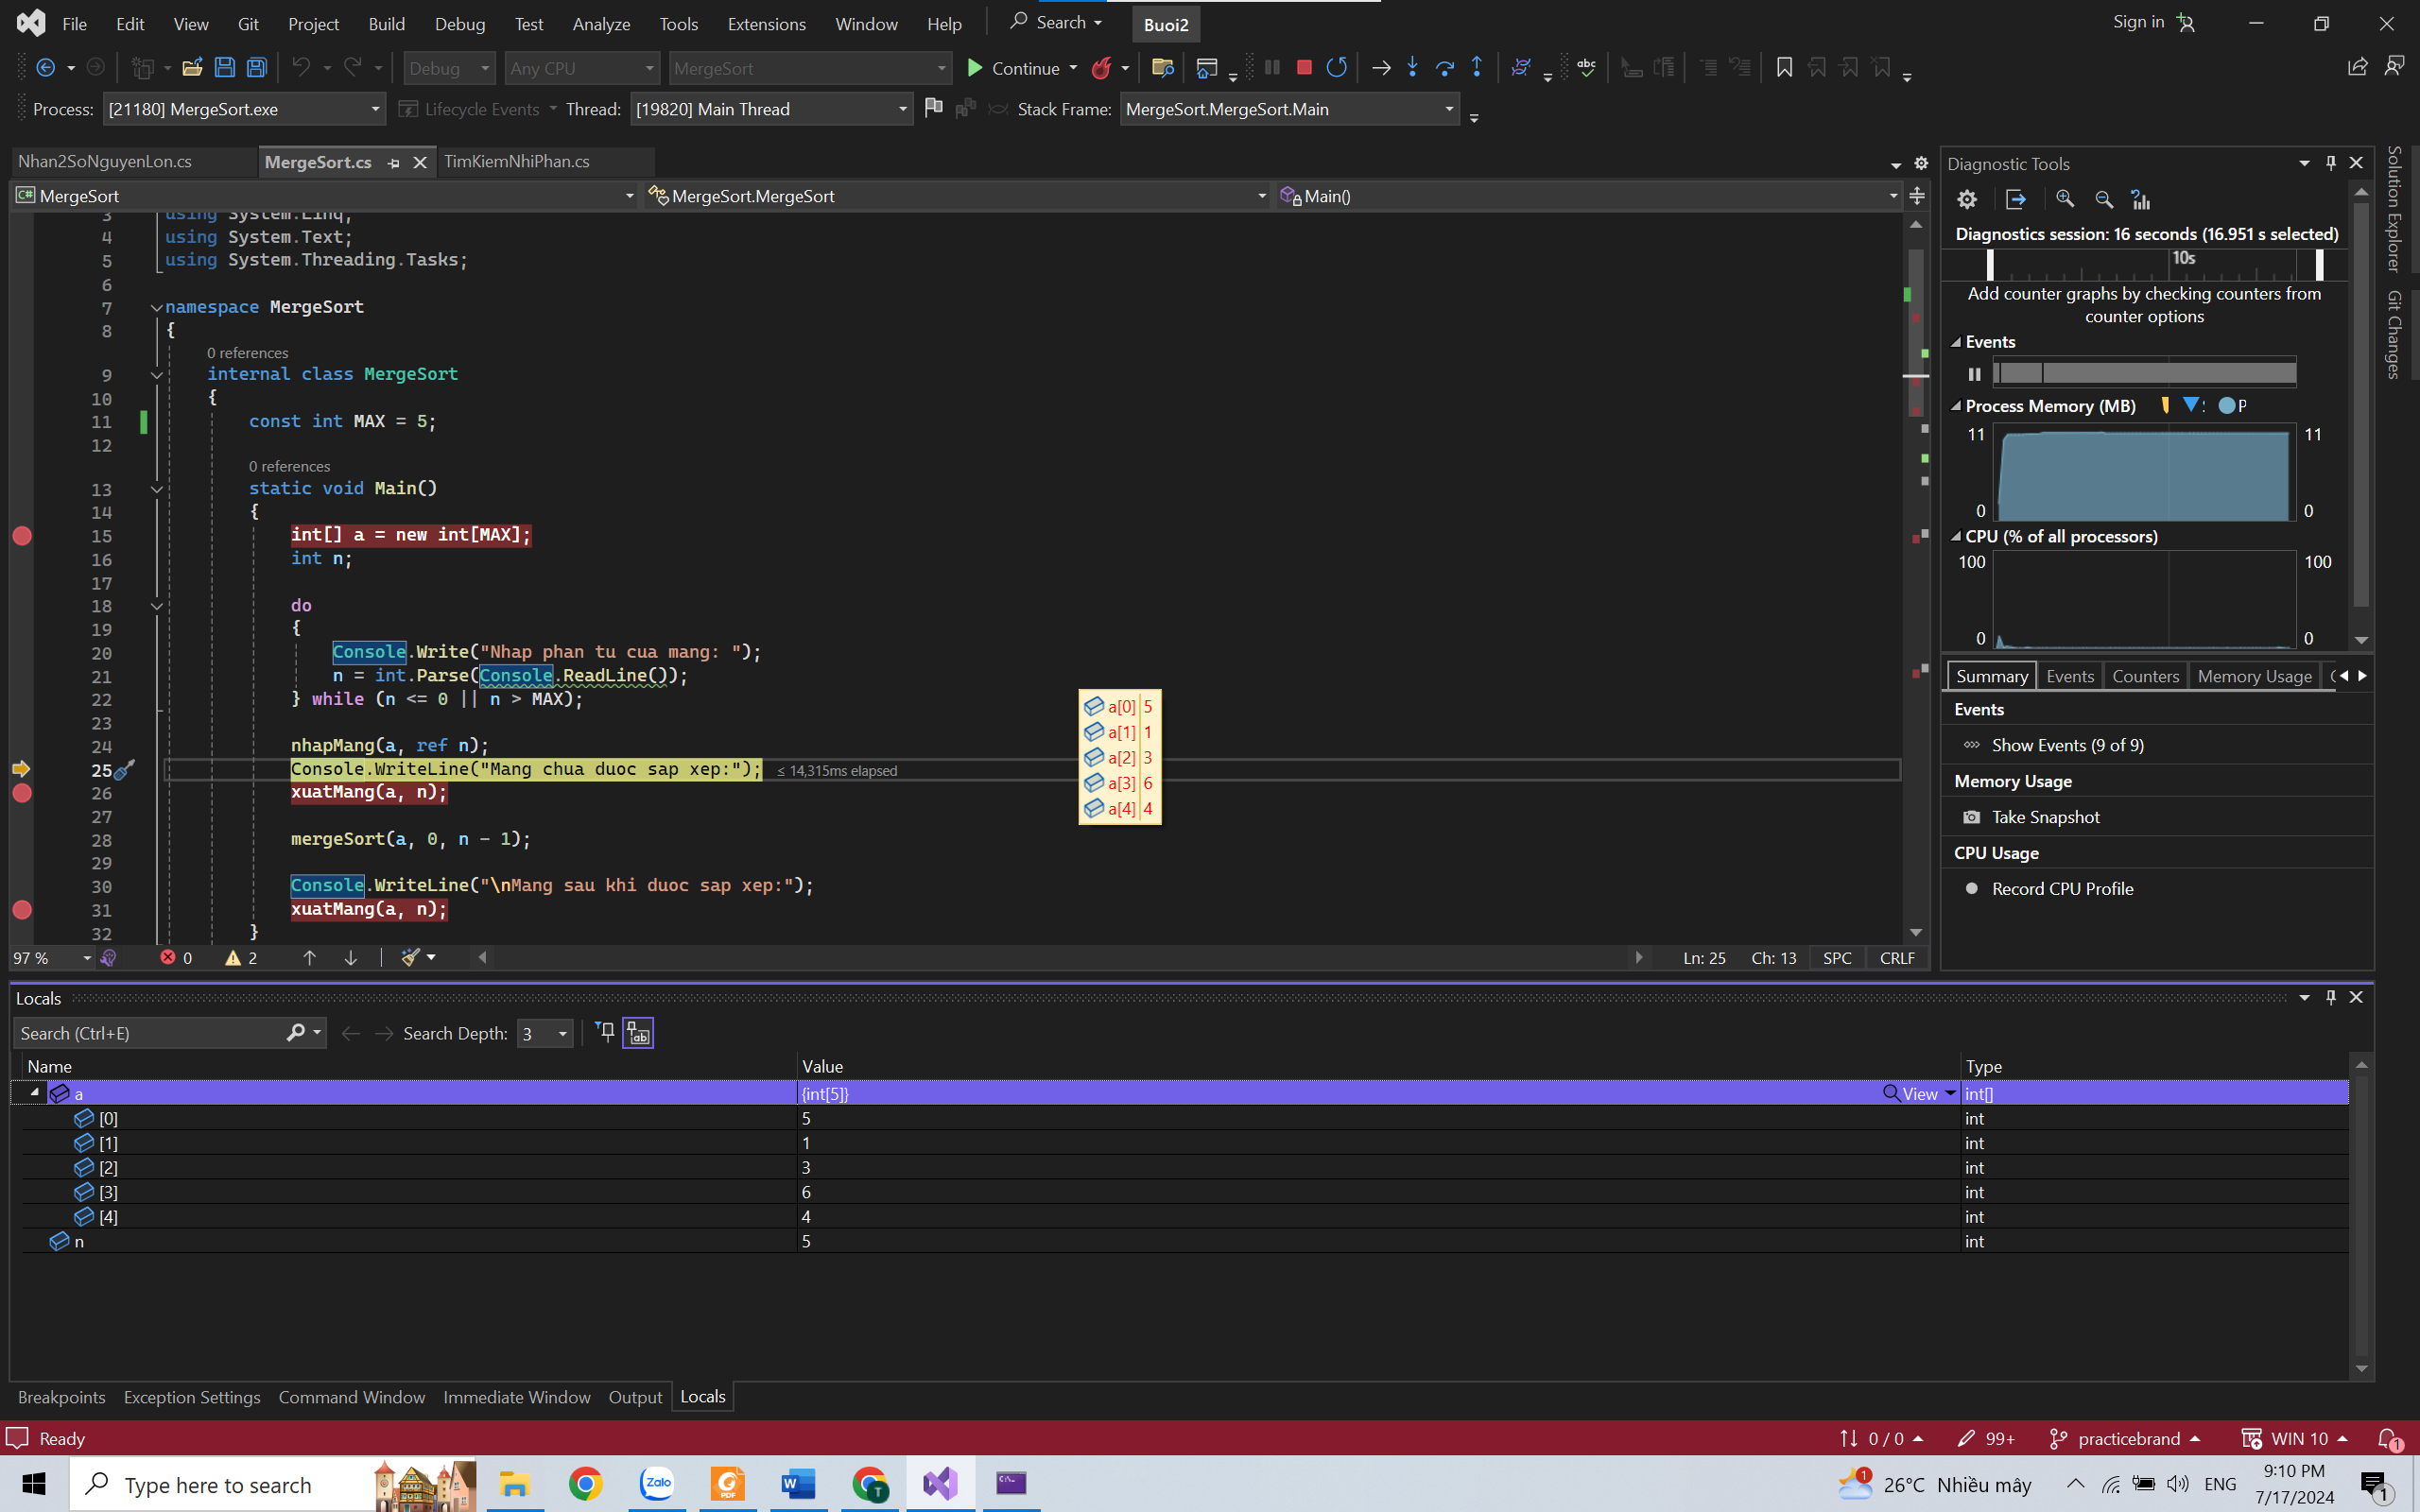 File Edit View Git Project Build Debug Test Analyze Tools Extensions Window Help Search Buoi2 Sign in
Debug Any CPU MergeSort Continue
Process: [21180] MergeSort.exe Lifecycle Events Thread: [19820] Main Thread Stack Frame: MergeSort.MergeSort.Main
Nhan2SoNguyenLon.cs MergeSort.cs TimKiemNhiPhan.cs
MergeSort MergeSort.MergeSort Main()
3 using System.Linq;
4 using System.Text;
5 using System.Threading.Tasks;
6
7 namespace MergeSort
8 {
0 references
9 internal class MergeSort
10 {
11 const int MAX = 5;
12
0 references
13 static void Main()
14 {
15 int[] a = new int[MAX];
16 int n;
17
18 do
19 {
20 Console.Write("Nhap phan tu cua mang: ");
21 n = int.Parse(Console.ReadLine());
22 } while (n <= 0 || n > MAX);
23
24 nhapMang(a, ref n);
25 Console.WriteLine("Mang chua duoc sap xep:"); ≤ 14,315ms elapsed
26 xuatMang(a, n);
27
28 mergeSort(a, 0, n - 1);
29
30 Console.WriteLine("\nMang sau khi duoc sap xep:");
31 xuatMang(a, n);
32 }
a[0] 5
a[1] 1
a[2] 3
a[3] 6
a[4] 4
97 % 0 2 Ln: 25 Ch: 13 SPC CRLF
Diagnostic Tools
Diagnostics session: 16 seconds (16.951 s selected)
10s
Add counter graphs by checking counters from
counter options
Events
Process Memory (MB) P
11 11
0 0
CPU (% of all processors)
100 100
0 0
Summary Events Counters Memory Usage
Events
Show Events (9 of 9)
Memory Usage
Take Snapshot
CPU Usage
Record CPU Profile
Solution Explorer
Git Changes
Locals
Search (Ctrl+E) Search Depth: 3
Name Value Type
a {int[5]} View int[]
[0] 5 int
[1] 1 int
[2] 3 int
[3] 6 int
[4] 4 int
n 5 int
Breakpoints Exception Settings Command Window Immediate Window Output Locals
Ready 0 / 0 99+ practicebrand WIN 10 1
Type here to search Zalo PDF W T 1 26°C Nhiều mây ENG 9:10 PM
7/17/2024 1